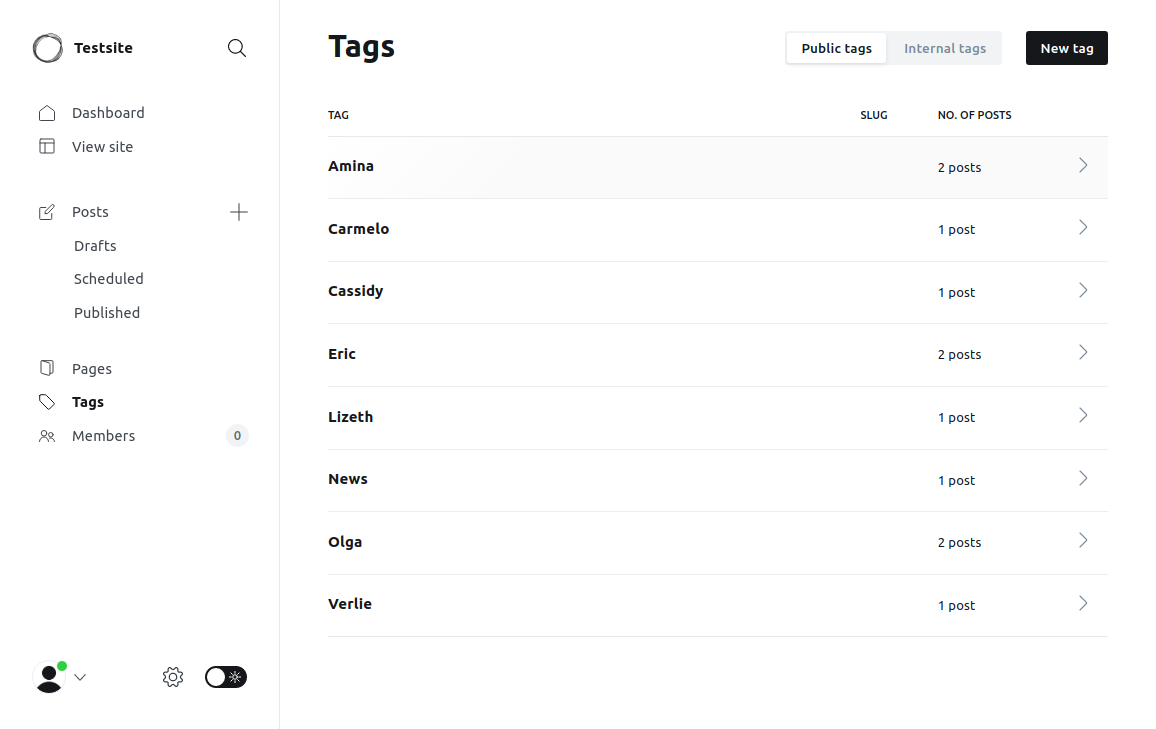 Testsite
Dashboard
View site
Posts
Drafts
Scheduled
Published
Pages
Tags
Members 0
Tags
Public tags Internal tags New tag
TAG SLUG NO. OF POSTS
Amina 2 posts
Carmelo 1 post
Cassidy 1 post
Eric 2 posts
Lizeth 1 post
News 1 post
Olga 2 posts
Verlie 1 post